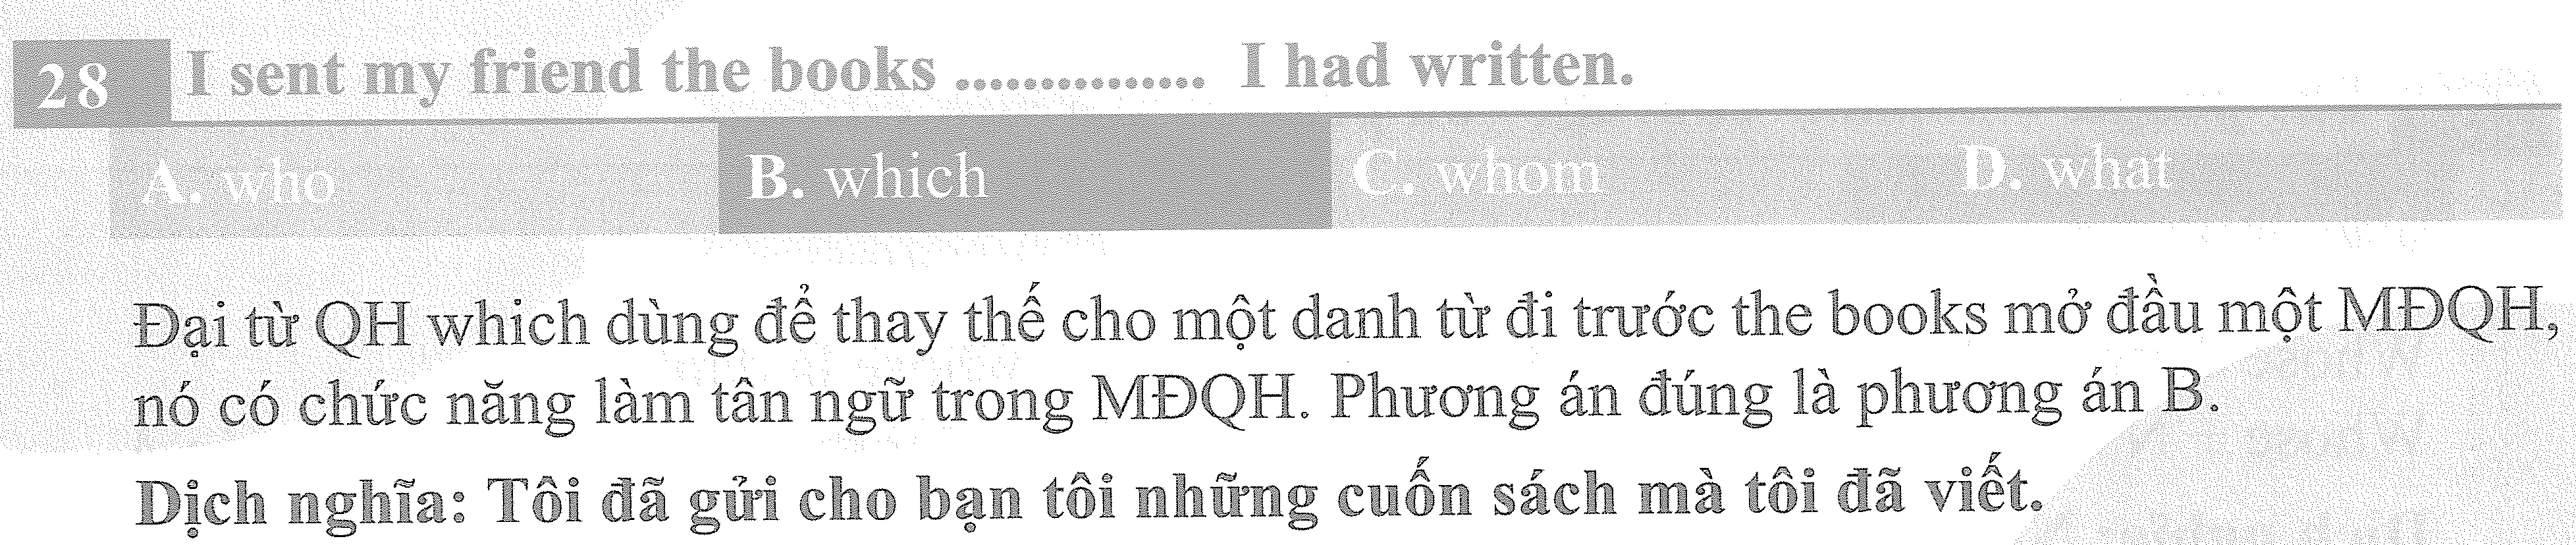 28 I sent my friend the books ............... I had written.
A. who B. which C. whom D. what
Đại từ QH which dùng để thay thế cho một danh từ đi trước the books mở đầu một MĐQH,
nó có chức năng làm tân ngữ trong MĐQH. Phương án đúng là phương án B.
Dịch nghĩa: Tôi đã gửi cho bạn tôi những cuốn sách mà tôi đã viết.